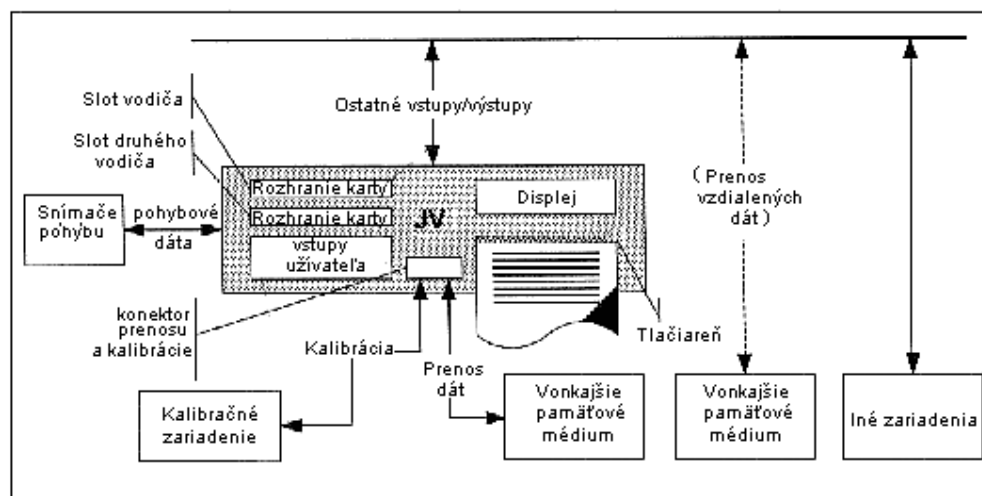 Slot vodiča
Ostatné vstupy/výstupy
Slot druhého
vodiča
(Prenos
vzdialených
dát)
Rozhranie karty
Displej
Rozhranie karty
JV
Snímače
pohybu
pohybové
dáta
vstupy
užívateľa
konektor
prenosu
a kalibrácie
Kalibrácia
Tlačiareň
Prenos
dát
Kalibračné
zariadenie
Vonkajšie
pamäťové
médium
Vonkajšie
pamäťové
médium
Iné zariadenia